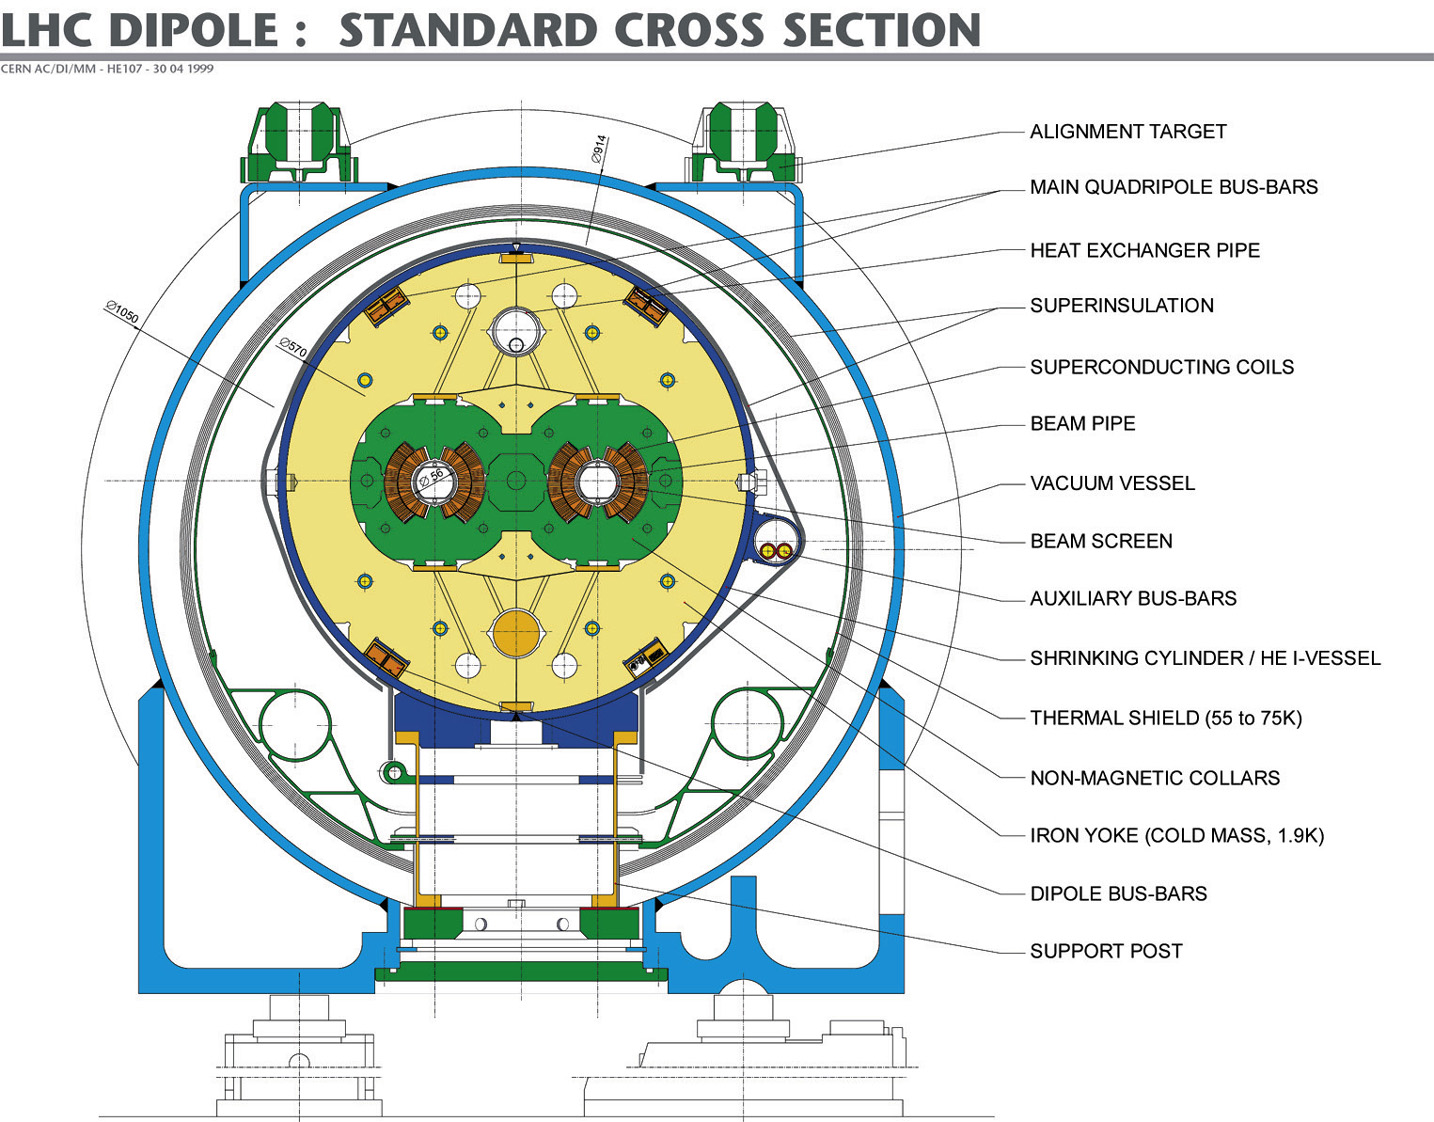 LHC DIPOLE : STANDARD CROSS SECTION
CERN AC/DI/MM - HE107 - 30 04 1999
ALIGNMENT TARGET
MAIN QUADRIPOLE BUS-BARS
HEAT EXCHANGER PIPE
SUPERINSULATION
SUPERCONDUCTING COILS
BEAM PIPE
VACUUM VESSEL
BEAM SCREEN
AUXILIARY BUS-BARS
SHRINKING CYLINDER / HE I-VESSEL
THERMAL SHIELD (55 to 75K)
NON-MAGNETIC COLLARS
IRON YOKE (COLD MASS, 1.9K)
DIPOLE BUS-BARS
SUPPORT POST
∅914
∅1050
∅570
∅ 56